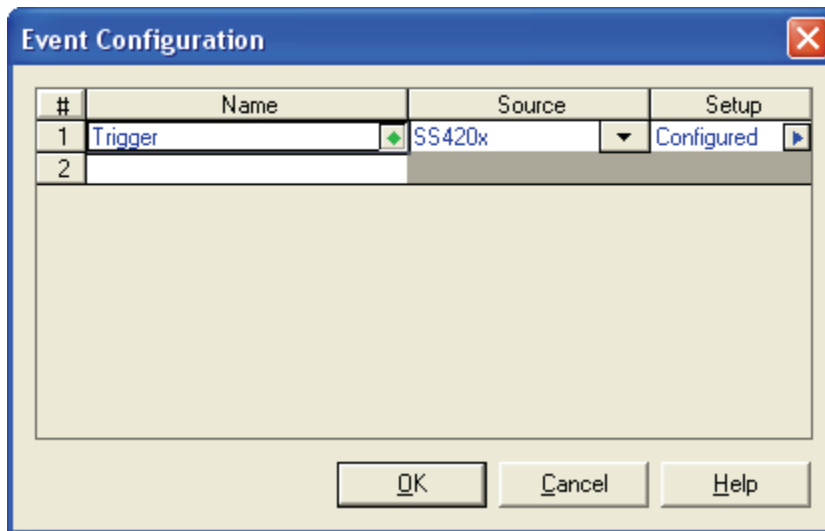 Event Configuration
# Name Source Setup
1 Trigger SS420x Configured
2
OK Cancel Help